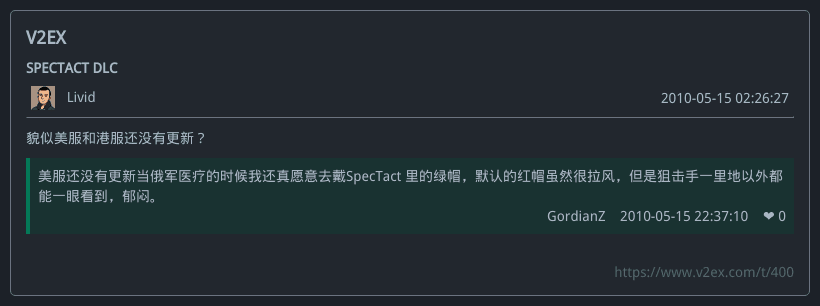 V2EX
SPECTACT DLC
Livid
2010-05-15 02:26:27
貌似美服和港服还没有更新？
美服还没有更新当俄军医疗的时候我还真愿意去戴SpecTact 里的绿帽，默认的红帽虽然很拉风，但是狙击手一里地以外都
能一眼看到，郁闷。
GordianZ 2010-05-15 22:37:10 ❤ 0
https://www.v2ex.com/t/400